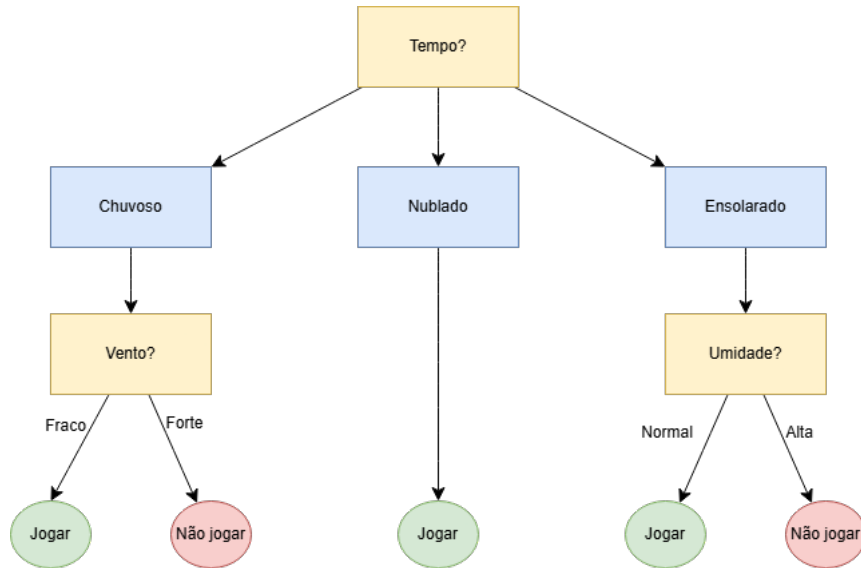 Tempo?
Chuvoso
Nublado
Ensolarado
Vento?
Umidade?
Fraco
Forte
Normal
Alta
Jogar
Não jogar
Jogar
Jogar
Não jogar